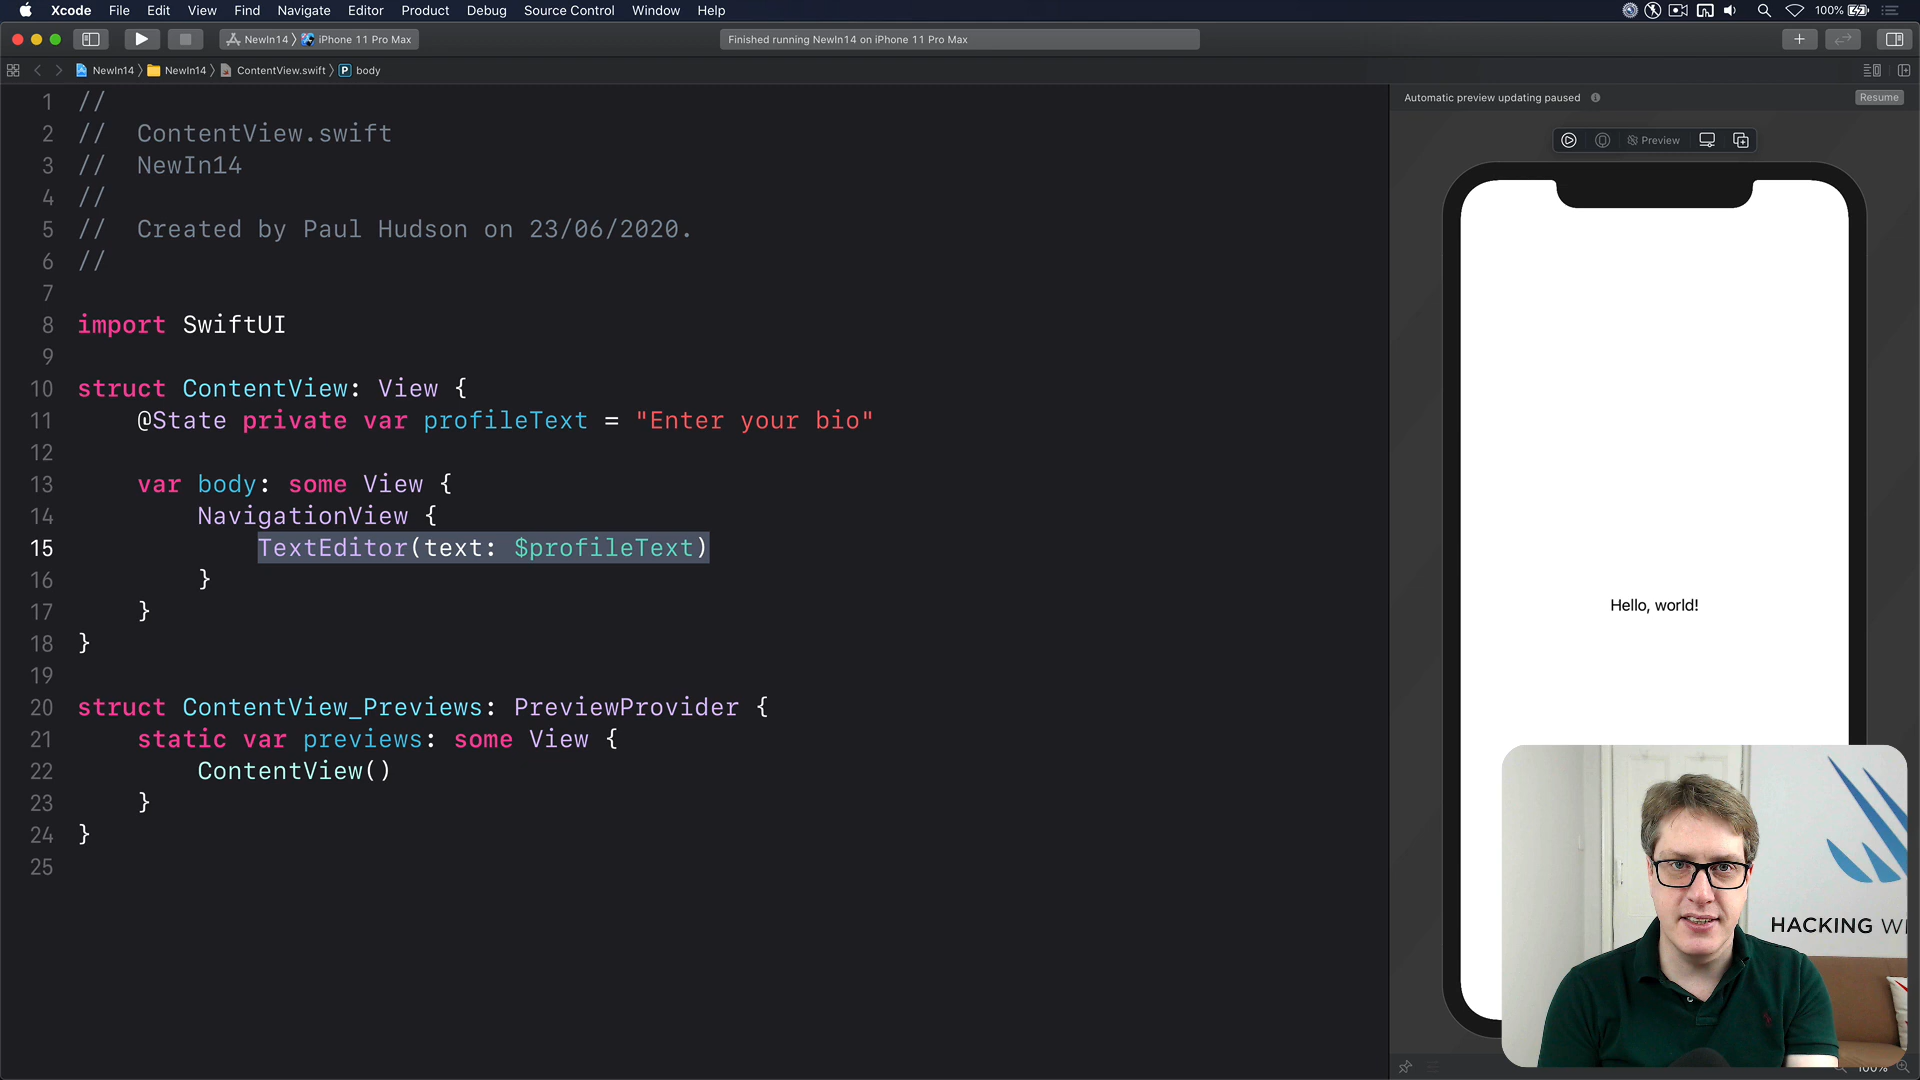 Xcode File Edit View Find Navigate Editor Product Debug Source Control Window Help 100%
NewIn14 iPhone 11 Pro Max Finished running NewIn14 on iPhone 11 Pro Max
NewIn14 NewIn14 ContentView.swift P body
Automatic preview updating paused Resume
Preview
1 //
2 //  ContentView.swift
3 //  NewIn14
4 //
5 //  Created by Paul Hudson on 23/06/2020.
6 //
7
8 import SwiftUI
9
10 struct ContentView: View {
11     @State private var profileText = "Enter your bio"
12
13     var body: some View {
14         NavigationView {
15             TextEditor(text: $profileText)
16         }
17     }
18 }
19
20 struct ContentView_Previews: PreviewProvider {
21     static var previews: some View {
22         ContentView()
23     }
24 }
25
Hello, world!
HACKING
100%